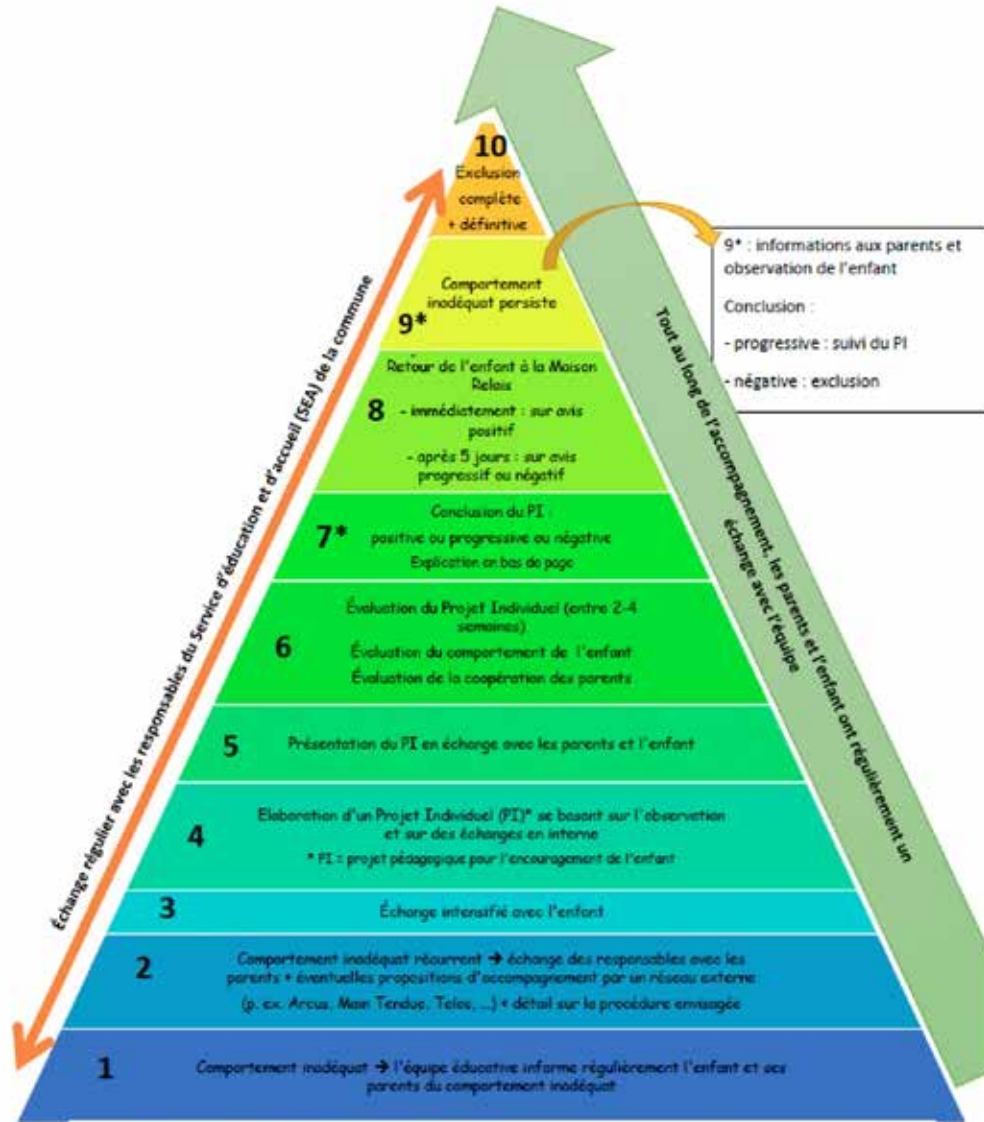 10
Exclusion
complète
+ définitive
Comportement
inadéquat persiste
9*
9* : informations aux parents et
observation de l'enfant
Conclusion :
- progressive : suivi du PI
- négative : exclusion
Retour de l'enfant à la Maison
Relais
8
- immédiatement : sur avis
positif
- après 5 jours : sur avis
progressif ou négatif
7*
Conclusion du PI :
positive ou progressive ou négative
Explication en bas de page
6
Évaluation du Projet Individuel (entre 2-4
semaines)
Évaluation du comportement de l'enfant
Évaluation de la coopération des parents
5
Présentation du PI en échange avec les parents et l'enfant
4
Elaboration d'un Projet Individuel (PI)* se basant sur l'observation
et sur des échanges en interne
* PI = projet pédagogique pour l'encouragement de l'enfant
3
Échange intensifié avec l'enfant
2
Comportement inadéquat récurrent → échange des responsables avec les
parents + éventuelles propositions d'accompagnement par un réseau externe
(p. ex. Arcus, Main Tendue, Telos, ...) + détail sur la procédure envisagée
1
Comportement inadéquat → l'équipe éducative informe régulièrement l'enfant et ses
parents du comportement inadéquat
Échange régulier avec les responsables du Service d'éducation et d'accueil (SEA) de la commune
Tout au long de l'accompagnement, les parents et l'enfant ont régulièrement un
échange avec l'équipe